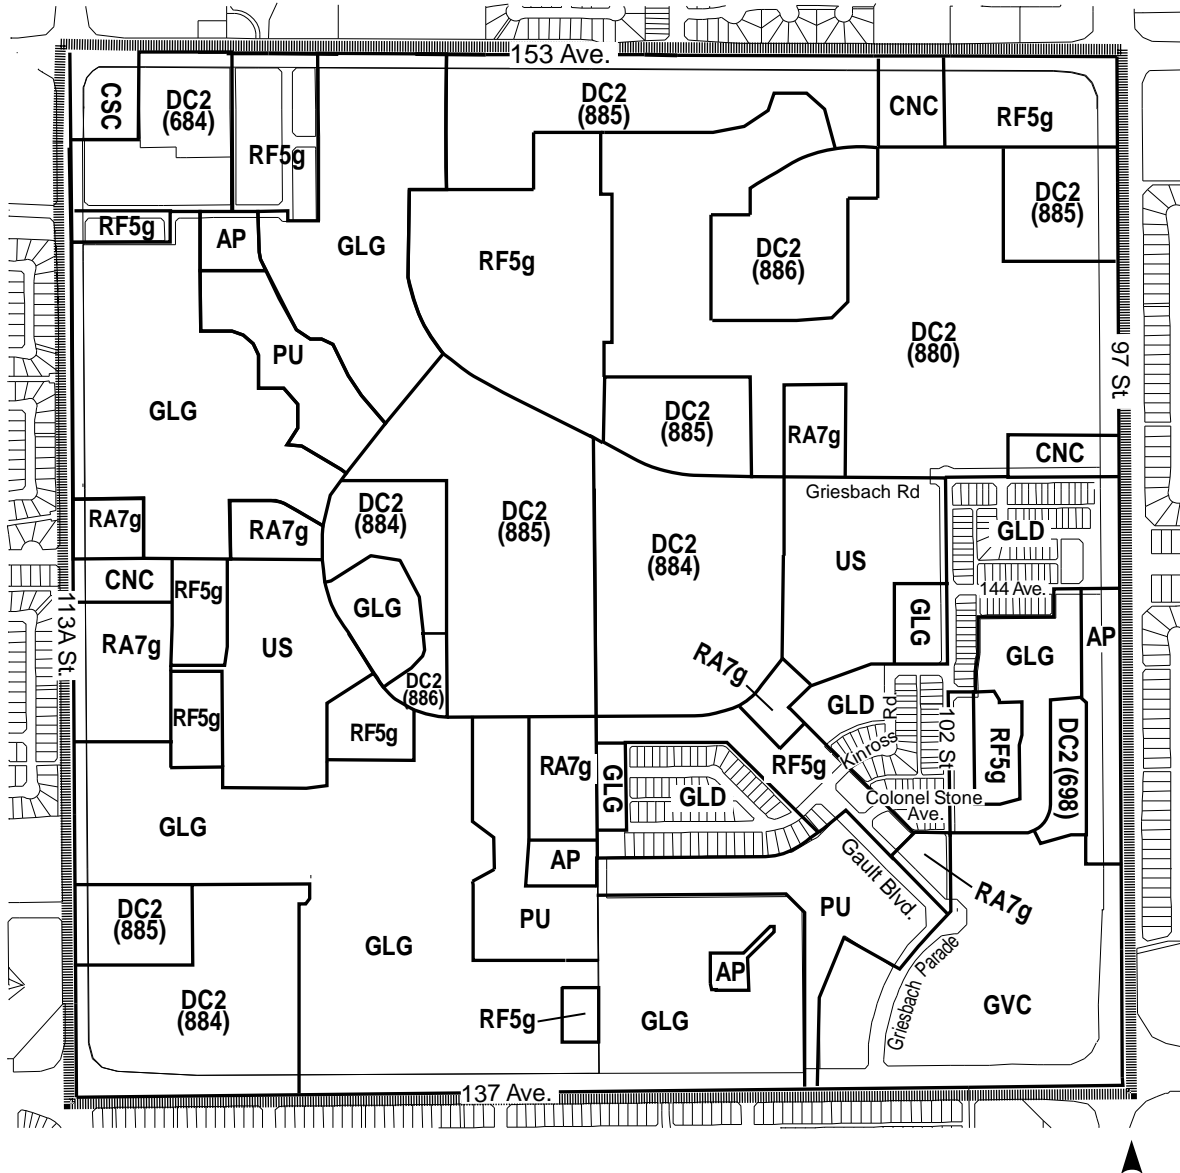 153 Ave.
CSC
DC2
(684)
RF5g
DC2
(885)
CNC
RF5g
RF5g
AP
GLG
RF5g
DC2
(886)
DC2
(885)
DC2
(880)
97 St
PU
GLG
DC2
(885)
RA7g
CNC
Griesbach Rd
RA7g
RA7g
DC2
(884)
DC2
(885)
DC2
(884)
US
GLD
144 Ave.
CNC
RF5g
GLG
GLG
AP
113A St.
RA7g
US
GLG
RA7g
DC2
(886)
GLD
Rd
Kinross
102 St
RF5g
DC2 (698)
RF5g
RF5g
RA7g
GLG
GLD
RF5g
Colonel Stone
Ave.
GLG
AP
Gault Blvd.
RA7g
DC2
(885)
PU
PU
GLG
AP
Griesbach Parade
GVC
DC2
(884)
RF5g
GLG
137 Ave.